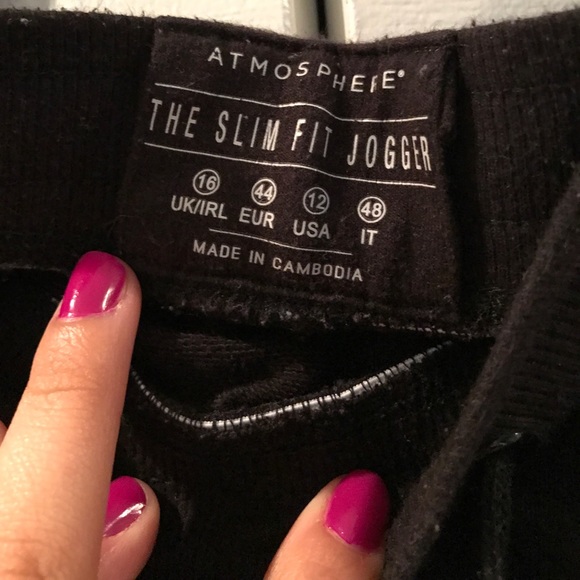 ATMOSPHERE®
THE SLIM FIT JOGGER
16 44 12 48
UK/IRL EUR USA IT
MADE IN CAMBODIA